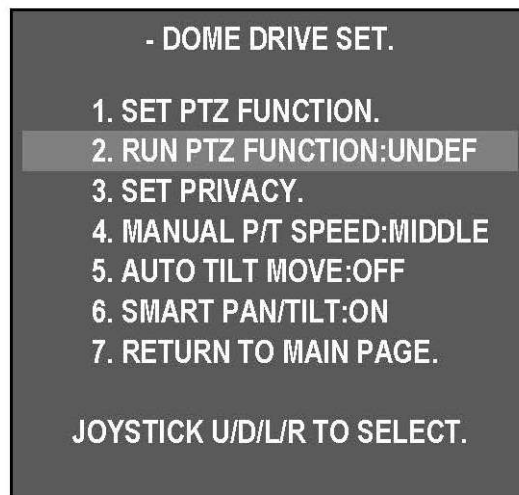 - DOME DRIVE SET.
1. SET PTZ FUNCTION.
2. RUN PTZ FUNCTION:UNDEF
3. SET PRIVACY.
4. MANUAL P/T SPEED:MIDDLE
5. AUTO TILT MOVE:OFF
6. SMART PAN/TILT:ON
7. RETURN TO MAIN PAGE.
JOYSTICK U/D/L/R TO SELECT.